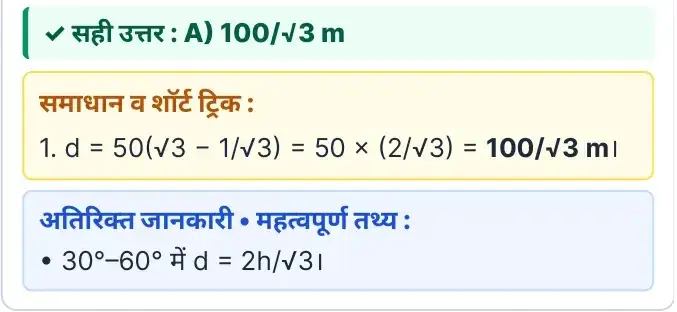 ✓ सही उत्तर : A) 100/√3 m
समाधान व शॉर्ट ट्रिक :
1. d = 50(√3 − 1/√3) = 50 × (2/√3) = 100/√3 m।
अतिरिक्त जानकारी • महत्वपूर्ण तथ्य :
• 30°–60° में d = 2h/√3।